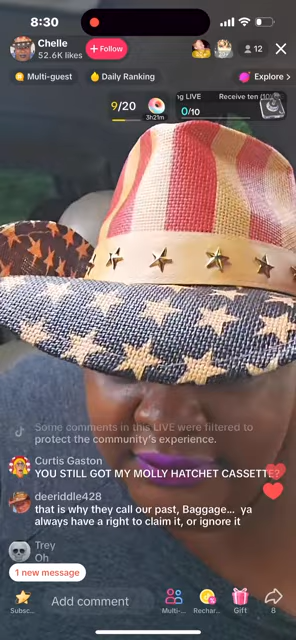 8:30
Chelle
52.6K likes
+ Follow
12
Multi-guest
Daily Ranking
Explore >
9/20
3h21m
ng LIVE
Receive ten (10)
0/10
Some comments in this LIVE were filtered to
protect the community's experience.
Curtis Gaston
YOU STILL GOT MY MOLLY HATCHET CASSETTE?
deeriddle428
that is why they call our past, Baggage... ya
always have a right to claim it, or ignore it
Trey
Oh
1 new message
Add comment
Subsc...
Multi-...
Rechar...
Gift
8